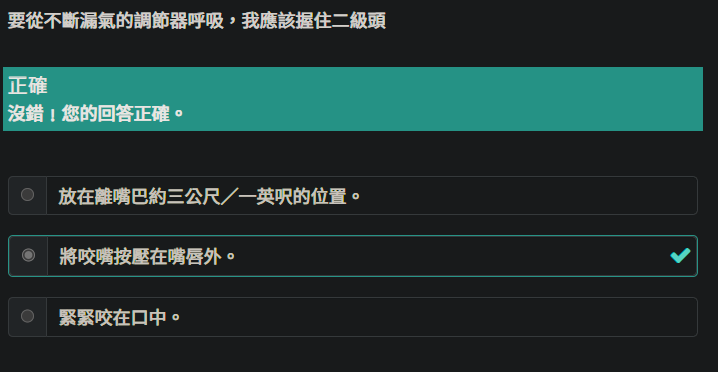 要從不斷漏氣的調節器呼吸，我應該握住二級頭
正確
沒錯！您的回答正確。
放在離嘴巴約三公尺／一英呎的位置。
將咬嘴按壓在嘴唇外。
緊緊咬在口中。